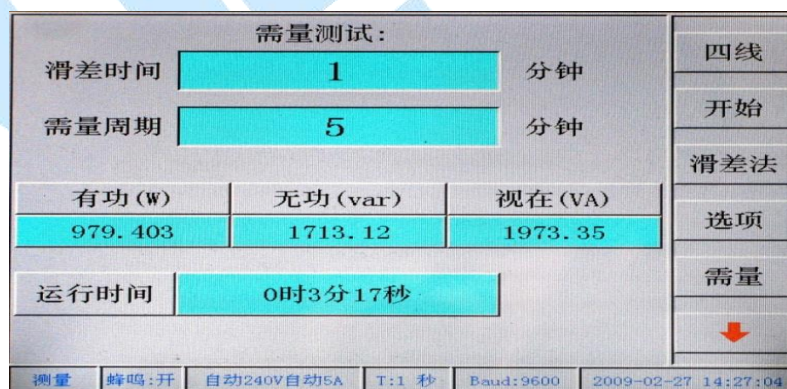 需量测试:
滑差时间 1 分钟
需量周期 5 分钟
有功(W) 无功(var) 视在(VA)
979.403 1713.12 1973.35
运行时间 0时3分17秒
四线
开始
滑差法
选项
需量
测量 蜂鸣:开 自动240V自动5A T:1 秒 Baud:9600 2009-02-27 14:27:04